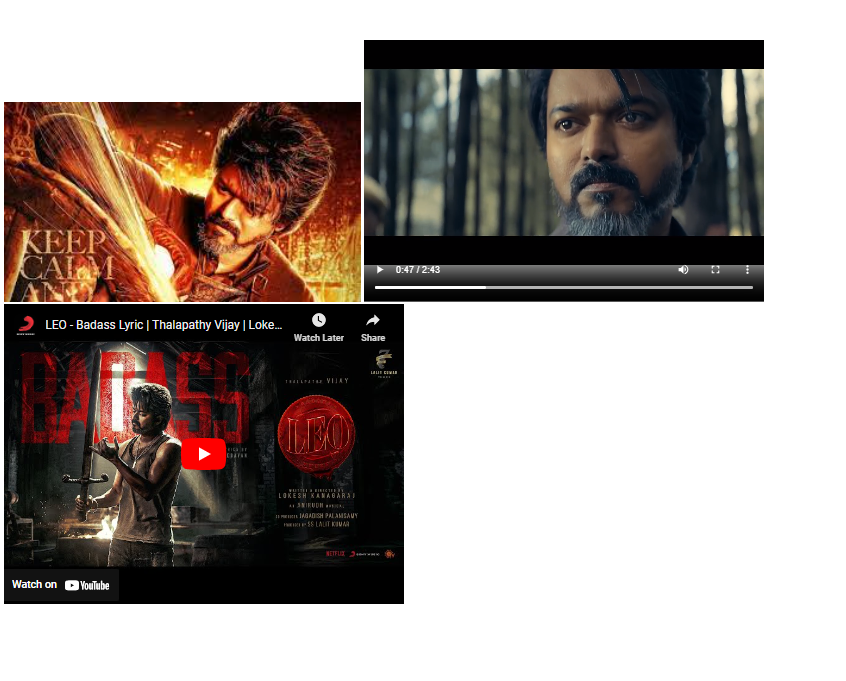 KEEP
CALM
AND
0:47 / 2:43
LEO - Badass Lyric | Thalapathy Vijay | Loke...
Watch Later
Share
BADASS
LALIT KUMAR
THALAPATHY VIJAY
LEO
WRITTEN & DIRECTED BY
LOKESH KANAGARAJ
AN ANIRUDH MUSICAL
CO PRODUCER JAGADISH PALANISAMY
PRODUCED BY SS LALIT KUMAR
NETFLIX
Watch on YouTube